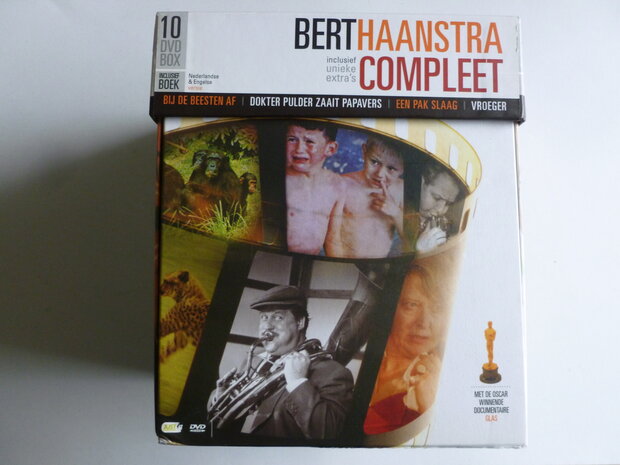 10
DVD
BOX
INCLUSIEF
BOEK
Nederlandse
& Engelse
versie
BERTHAANSTRA
inclusief
unieke
extra's
COMPLEET
BIJ DE BEESTEN AF | DOKTER PULDER ZAAIT PAPAVERS | EEN PAK SLAAG | VROEGER
MET DE OSCAR
WINNENDE
DOCUMENTAIRE
GLAS
JUST
DVD